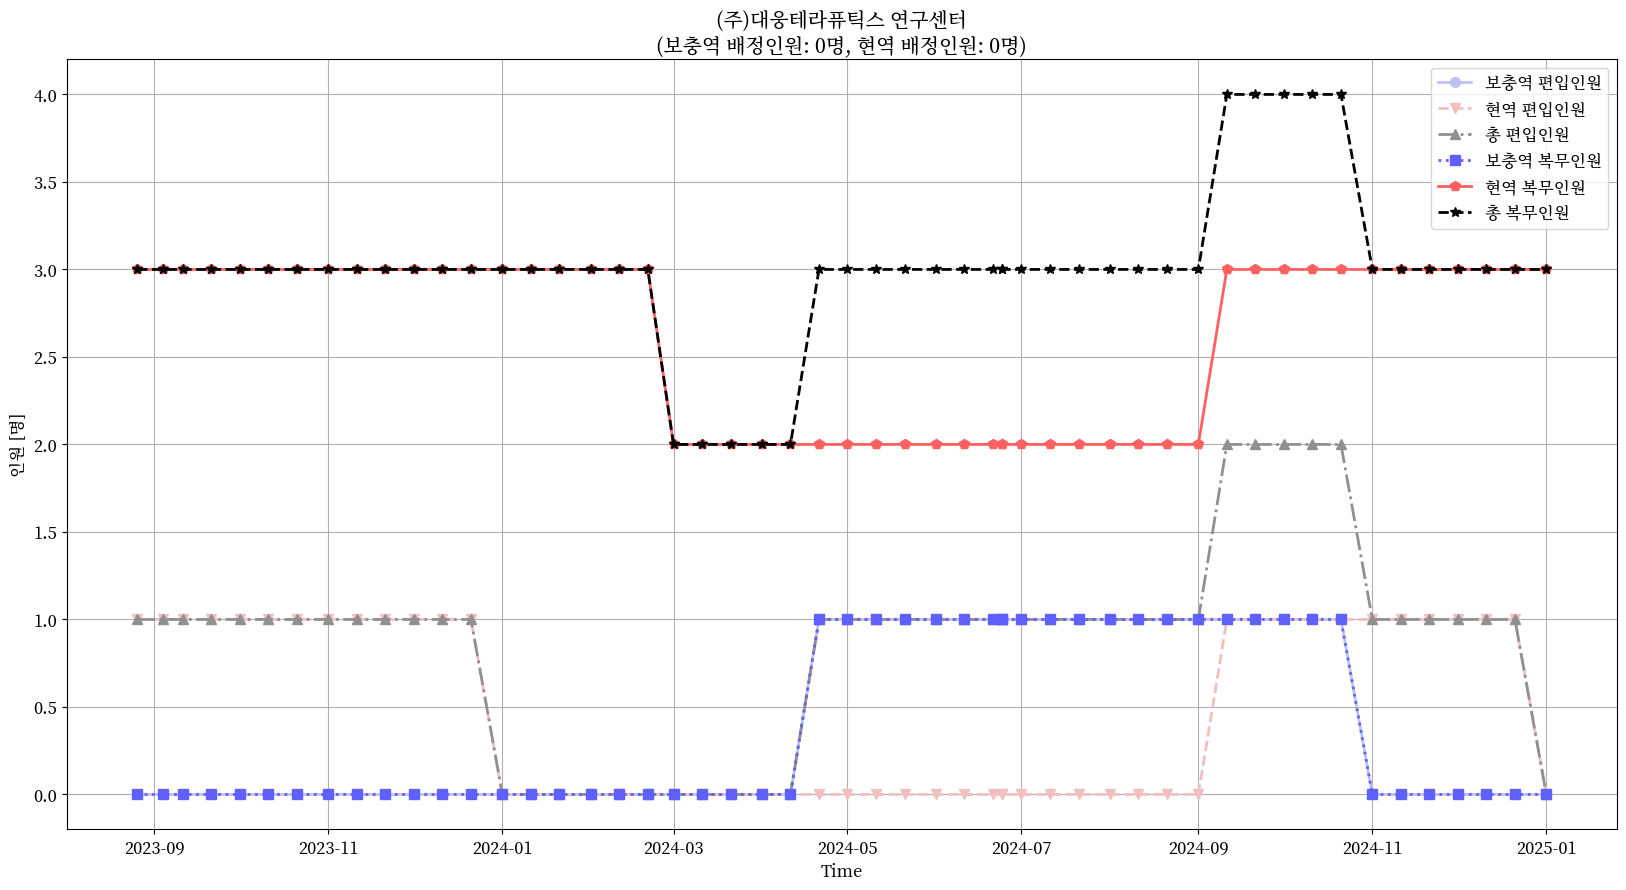 (주)대웅테라퓨틱스 연구센터
(보충역 배정인원: 0명, 현역 배정인원: 0명)
보충역 편입인원
현역 편입인원
총 편입인원
보충역 복무인원
현역 복무인원
총 복무인원
4.0
3.5
3.0
2.5
2.0
1.5
1.0
0.5
0.0
인원 [명]
2023-09 2023-11 2024-01 2024-03 2024-05 2024-07 2024-09 2024-11 2025-01
Time